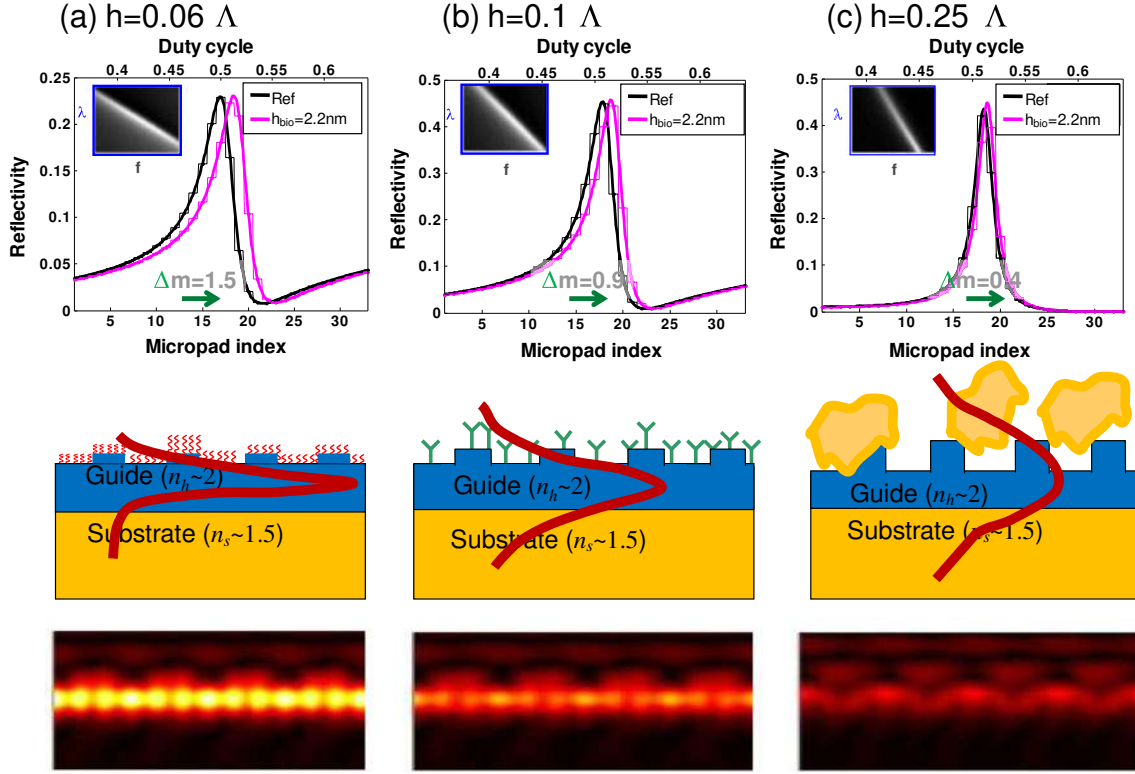 (a) h=0.06 Λ
Duty cycle
0.4 0.45 0.5 0.55 0.6
0.25
0.2
0.15
0.1
0.05
0
Reflectivity
λ
f
Ref
h_bio=2.2nm
Δm=1.5
5 10 15 20 25 30
Micropad index
(b) h=0.1 Λ
Duty cycle
0.4 0.45 0.5 0.55 0.6
0.5
0.4
0.3
0.2
0.1
0
Reflectivity
λ
f
Ref
h_bio=2.2nm
Δm=0.9
5 10 15 20 25 30
Micropad index
(c) h=0.25 Λ
Duty cycle
0.4 0.45 0.5 0.55 0.6
0.5
0.4
0.3
0.2
0.1
0
Reflectivity
λ
f
Ref
h_bio=2.2nm
Δm=0.4
5 10 15 20 25 30
Micropad index
Guide (n_h~2)
Substrate (n_s~1.5)
Guide (n_h~2)
Substrate (n_s~1.5)
Guide (n_h~2)
Substrate (n_s~1.5)